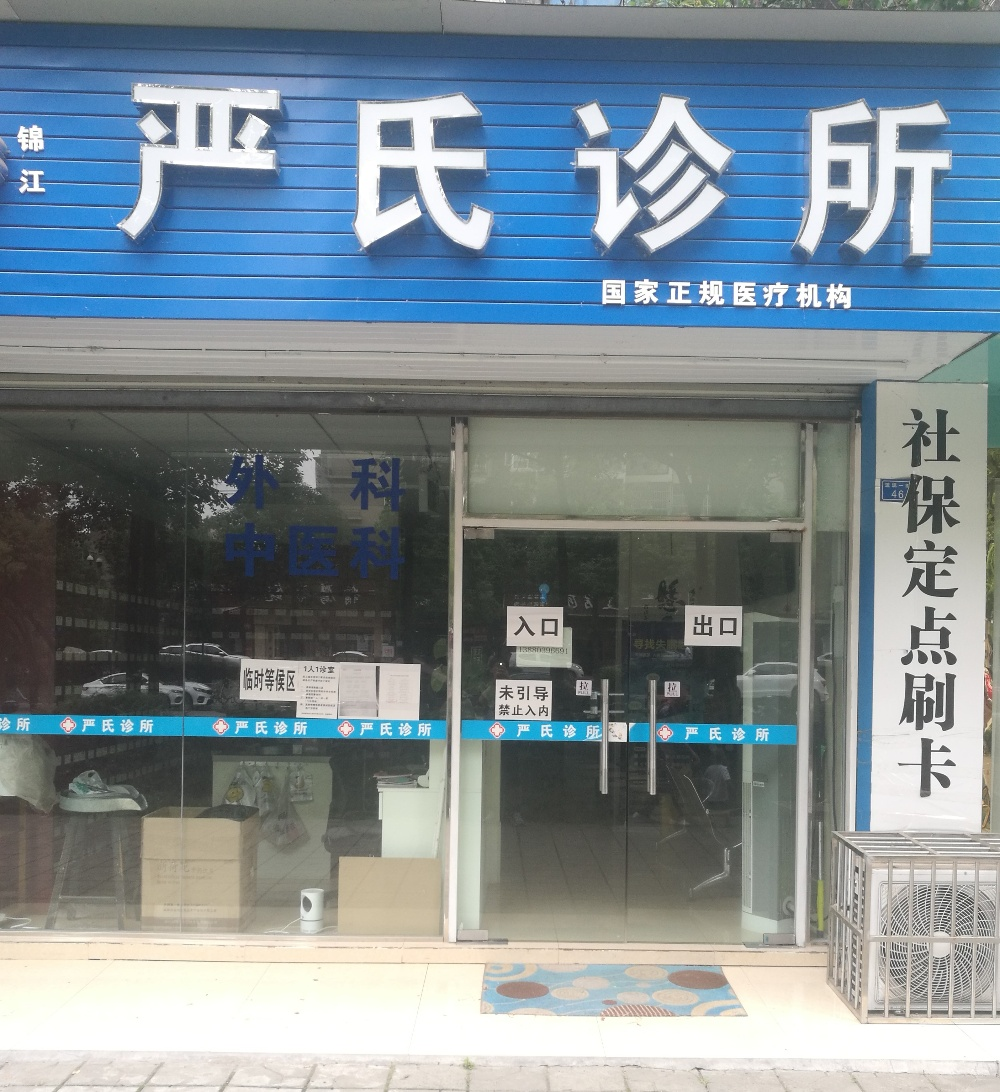 锦江
严氏诊所
国家正规医疗机构
社保定点刷卡
46
外科
中医科
入口
出口
临时等候区
1人1诊室
未引导
禁止入内
拉
拉
诊所
严氏诊所
严氏诊所
严氏诊所
严氏诊所
严氏诊所